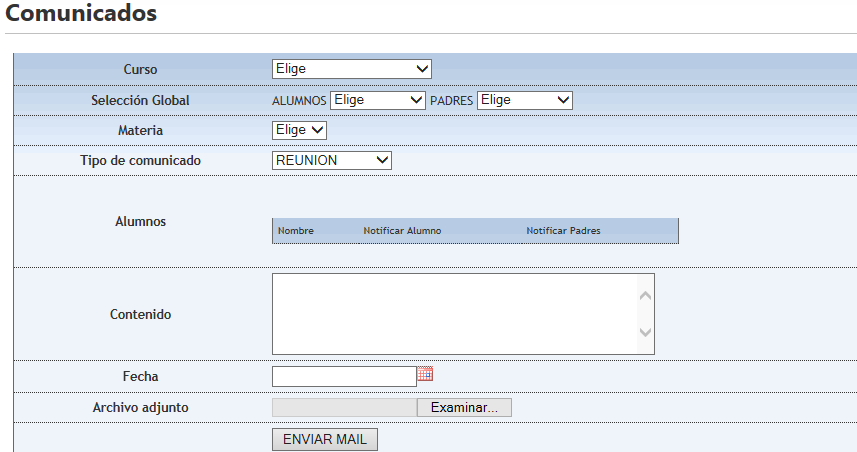 Comunicados
Curso Elige
Selección Global ALUMNOS Elige PADRES Elige
Materia Elige
Tipo de comunicado REUNION
Alumnos
Nombre Notificar Alumno Notificar Padres
Contenido
Fecha
Archivo adjunto Examinar...
ENVIAR MAIL